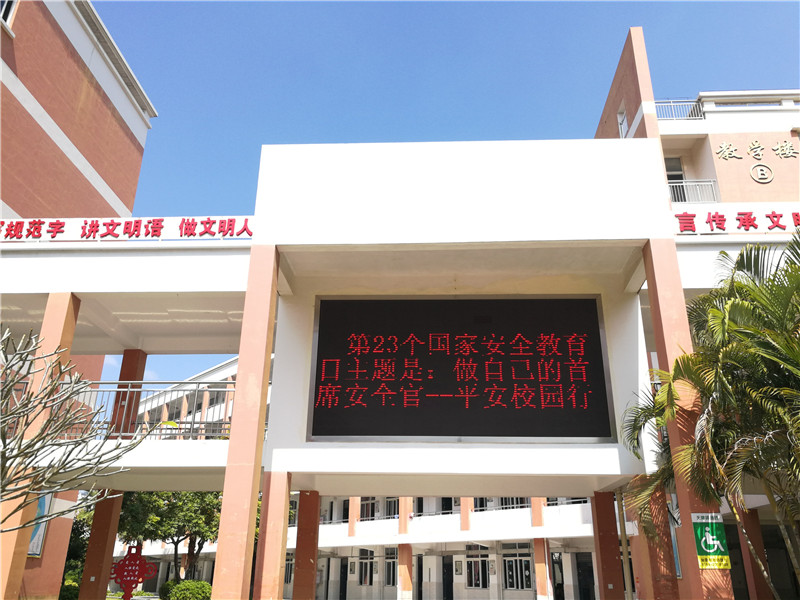 教学楼
B
规范字 讲文明语 做文明人
言传承文明
第23个国家安全教育
日主题是：做自己的首
席安全官--平安校园行